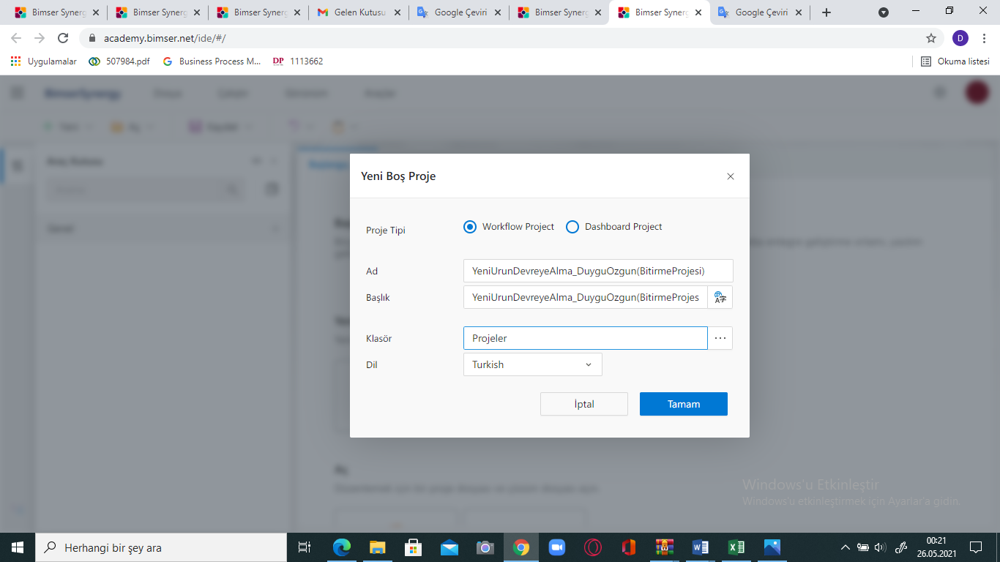 Bimser Synerg
Bimser Synerg
Bimser Synerg
Gelen Kutusu
Google Çeviri
Bimser Synerg
Bimser Synerg
Google Çeviri
academy.bimser.net/ide/#/
D
Uygulamalar
507984.pdf
Business Process M...
DP 1113662
Okuma listesi
BimserSynergy
Yeni Boş Proje
Proje Tipi
Workflow Project
Dashboard Project
Ad
YeniUrunDevreyeAlma_DuyguOzgun(BitirmeProjesi)
Başlık
YeniUrunDevreyeAlma_DuyguOzgun(BitirmeProjes
Klasör
Projeler
Dil
Turkish
İptal
Tamam
Windows'u Etkinleştir
Windows'u etkinleştirmek için Ayarlar'a gidin.
Herhangi bir şey ara
00:21
26.05.2021